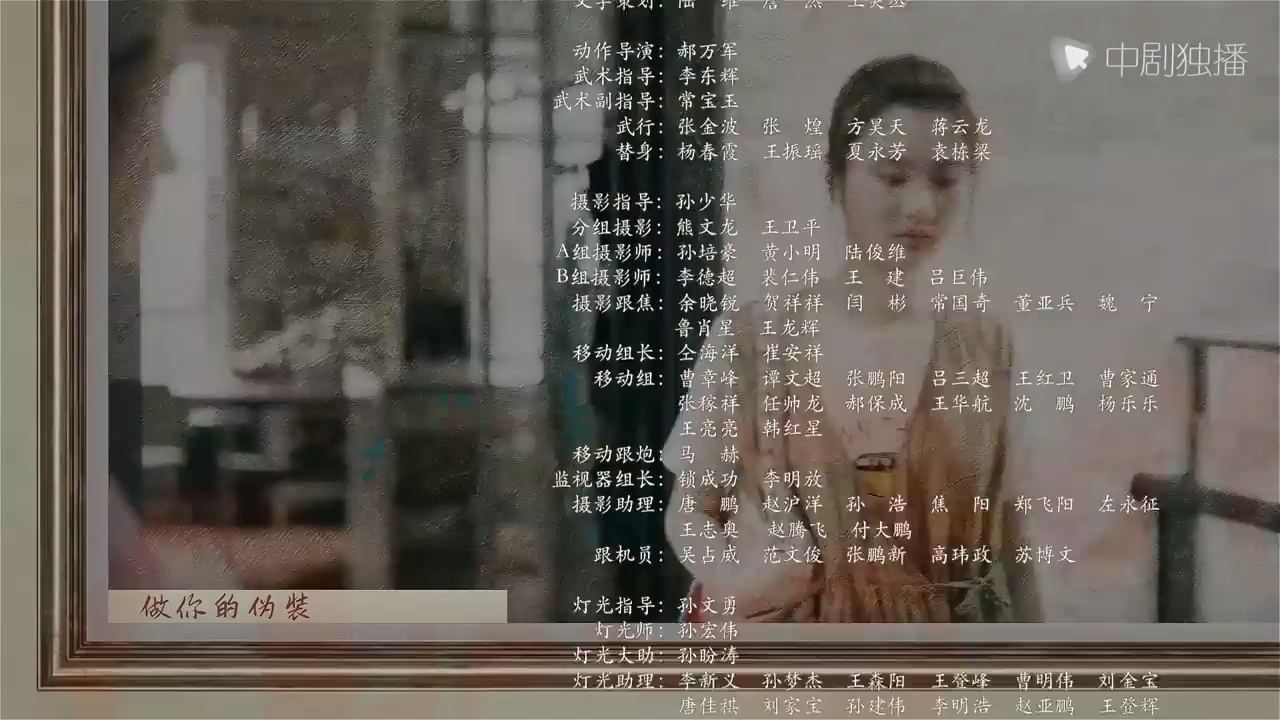 动作导演：郝万军
中剧独播
武术指导：李东辉
武术副指导：常宝玉
武行：张金波 张 煌 方昊天 蒋云龙
替身：杨春霞 王振瑶 夏永芳 袁栋梁
摄影指导：孙少华
分组摄影：熊文龙 王卫平
A组摄影师：孙培豪 黄小明 陆俊维
B组摄影师：李德超 裴仁伟 王 建 吕巨伟
摄影跟焦：余晓锐 贺祥祥 闫 彬 常国奇 董亚兵 魏 宁
鲁肖星 王龙辉
移动组长：仝海洋 崔安祥
移动组：曹章峰 谭文超 张鹏阳 吕三超 王红卫 曹家通
张稼祥 任帅龙 郝保成 王华航 沈 鹏 杨乐乐
王亮亮 韩红星
移动跟炮：马 赫
监视器组长：锁成功 李明放
摄影助理：唐 鹏 赵沪洋 孙 浩 焦 阳 郑飞阳 左永征
王志奥 赵腾飞 付大鹏
跟机员：吴占威 范文俊 张鹏新 高玮政 苏博文
灯光指导：孙文勇
做你的伪装
灯光师：孙宏伟
灯光大助：孙盼涛
灯光助理：李新义 孙梦杰 王森阳 王登峰 曹明伟 刘金宝
唐佳祺 刘家宝 孙建伟 李明浩 赵亚鹏 王登辉